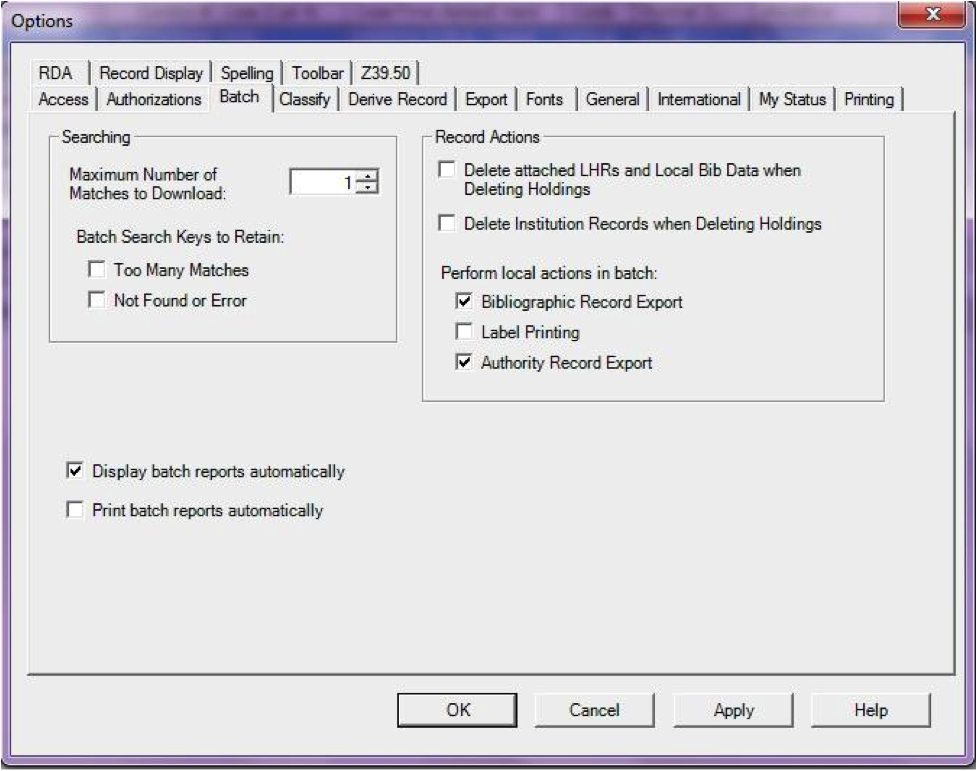 Options
RDA Record Display Spelling Toolbar Z39.50
Access Authorizations Batch Classify Derive Record Export Fonts General International My Status Printing
Searching
Maximum Number of
Matches to Download:
1
Batch Search Keys to Retain:
Too Many Matches
Not Found or Error
Record Actions
Delete attached LHRs and Local Bib Data when
Deleting Holdings
Delete Institution Records when Deleting Holdings
Perform local actions in batch:
Bibliographic Record Export
Label Printing
Authority Record Export
Display batch reports automatically
Print batch reports automatically
OK Cancel Apply Help